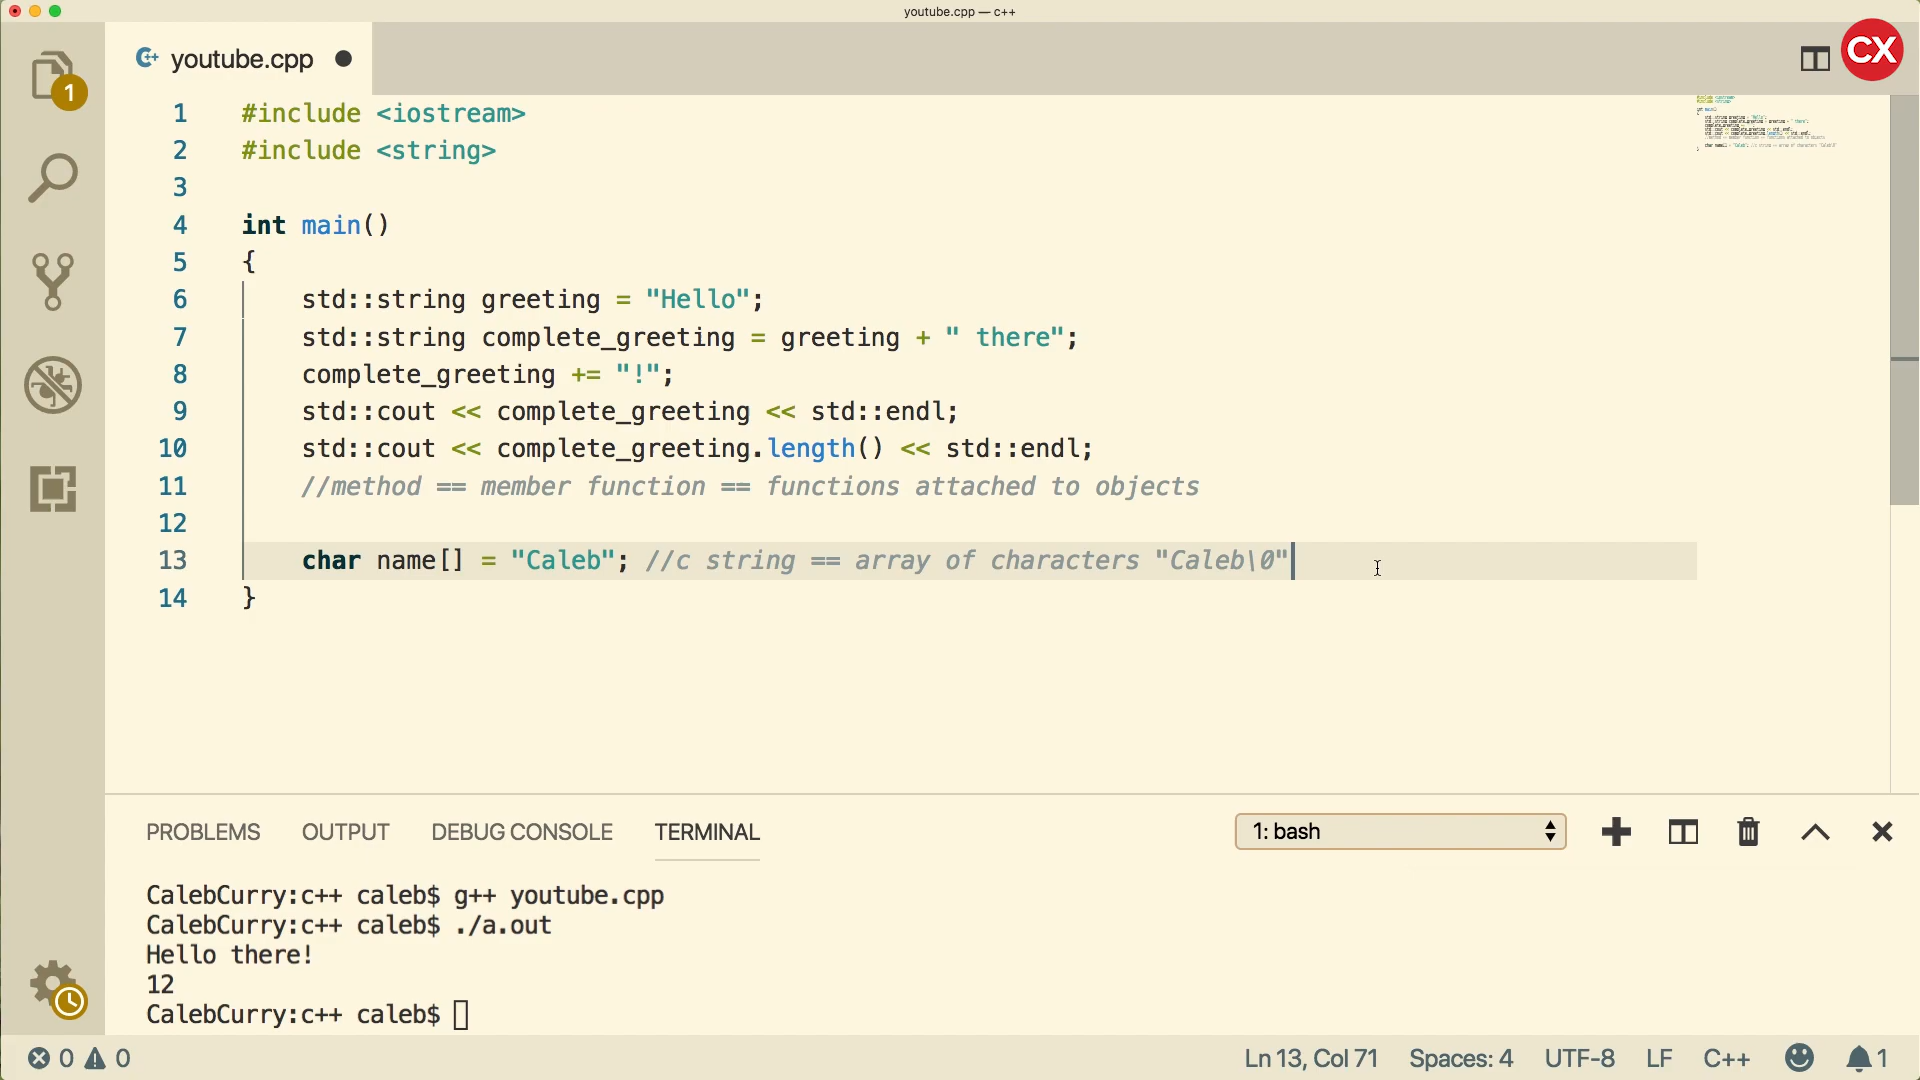 youtube.cpp — c++
youtube.cpp
CX
1
1 #include <iostream>
2 #include <string>
3
4 int main()
5 {
6 std::string greeting = "Hello";
7 std::string complete_greeting = greeting + " there";
8 complete_greeting += "!";
9 std::cout << complete_greeting << std::endl;
10 std::cout << complete_greeting.length() << std::endl;
11 //method == member function == functions attached to objects
12
13 char name[] = "Caleb"; //c string == array of characters "Caleb\0"
14 }
PROBLEMS OUTPUT DEBUG CONSOLE TERMINAL 1: bash
CalebCurry:c++ caleb$ g++ youtube.cpp
CalebCurry:c++ caleb$ ./a.out
Hello there!
12
CalebCurry:c++ caleb$
0 0 Ln 13, Col 71 Spaces: 4 UTF-8 LF C++ 1